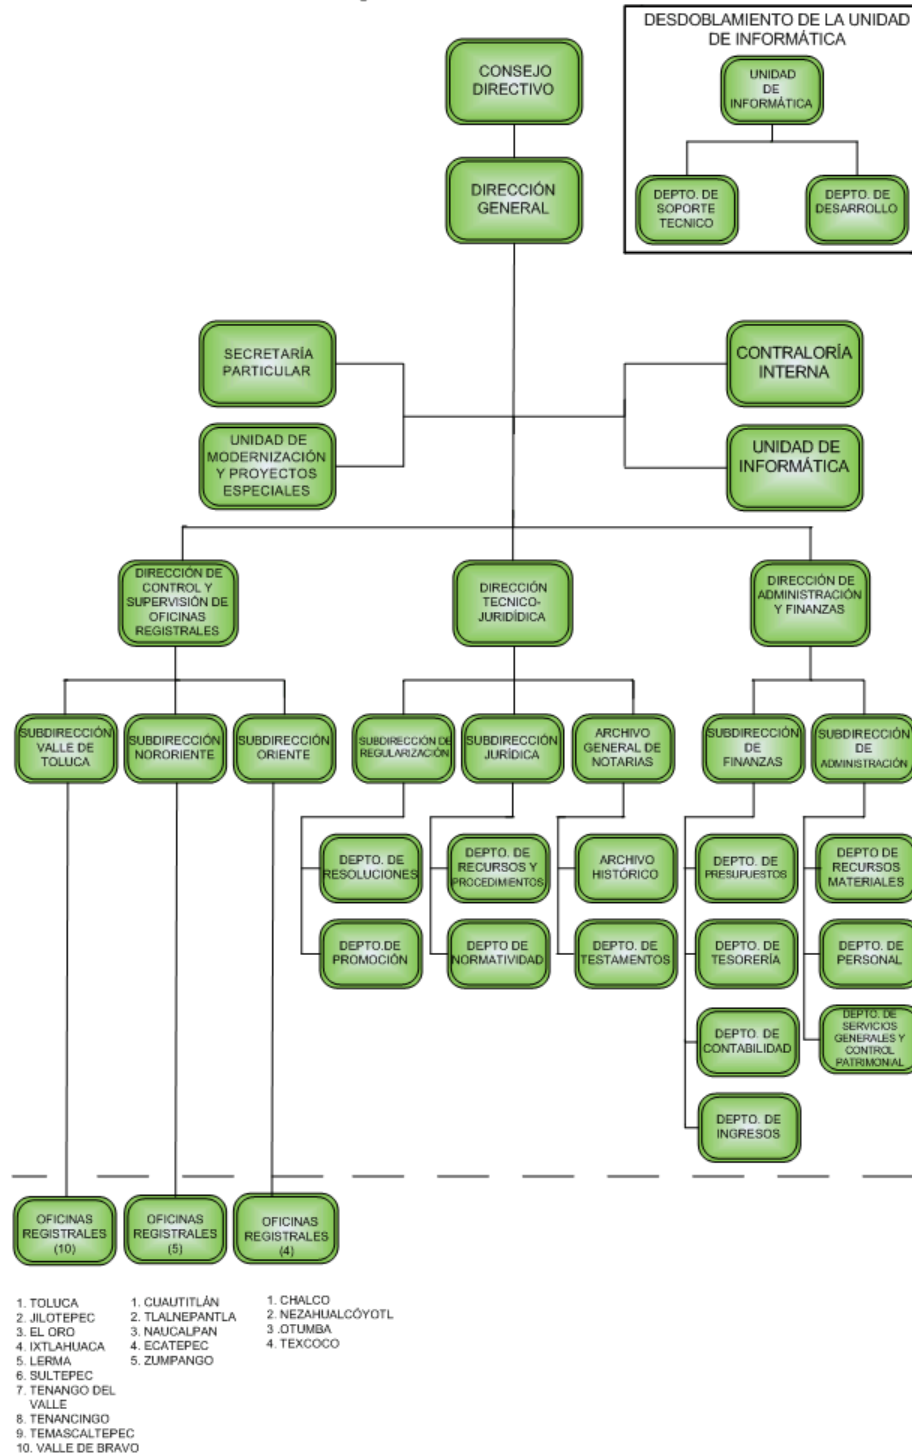 DESDOBLAMIENTO DE LA UNIDAD
DE INFORMÁTICA
UNIDAD
DE
INFORMÁTICA
DEPTO. DE
SOPORTE
TECNICO
DEPTO. DE
DESARROLLO
CONSEJO
DIRECTIVO
DIRECCIÓN
GENERAL
SECRETARÍA
PARTICULAR
CONTRALORÍA
INTERNA
UNIDAD DE
MODERNIZACIÓN
Y PROYECTOS
ESPECIALES
UNIDAD DE
INFORMÁTICA
DIRECCIÓN DE
CONTROL Y
SUPERVISIÓN DE
OFICINAS
REGISTRALES
DIRECCIÓN
TECNICO-
JURIDÍDICA
DIRECCIÓN DE
ADMINISTRACIÓN
Y FINANZAS
SUBDIRECCIÓN
VALLE DE
TOLUCA
SUBDIRECCIÓN
NORORIENTE
SUBDIRECCIÓN
ORIENTE
SUBDIRECCIÓN DE
REGULARIZACIÓN
SUBDIRECCIÓN
JURÍDICA
ARCHIVO
GENERAL DE
NOTARIAS
SUBDIRECCIÓN
DE
FINANZAS
SUBDIRECCIÓN
DE
ADMINISTRACIÓN
DEPTO. DE
RESOLUCIONES
DEPTO. DE
RECURSOS Y
PROCEDIMIENTOS
ARCHIVO
HISTÓRICO
DEPTO. DE
PRESUPUESTOS
DEPTO DE
RECURSOS
MATERIALES
DEPTO.DE
PROMOCIÓN
DEPTO DE
NORMATIVIDAD
DEPTO. DE
TESTAMENTOS
DEPTO. DE
TESORERÍA
DEPTO. DE
PERSONAL
DEPTO. DE
CONTABILIDAD
DEPTO. DE
SERVICIOS
GENERALES Y
CONTROL
PATRIMONIAL
DEPTO. DE
INGRESOS
OFICINAS
REGISTRALES
(10)
OFICINAS
REGISTRALES
(5)
OFICINAS
REGISTRALES
(4)
1. TOLUCA
2. JILOTEPEC
3. EL ORO
4. IXTLAHUACA
5. LERMA
6. SULTEPEC
7. TENANGO DEL
VALLE
8. TENANCINGO
9. TEMASCALTEPEC
10. VALLE DE BRAVO
1. CUAUTITLÁN
2. TLALNEPANTLA
3. NAUCALPAN
4. ECATEPEC
5. ZUMPANGO
1. CHALCO
2. NEZAHUALCÓYOTL
3 .OTUMBA
4. TEXCOCO